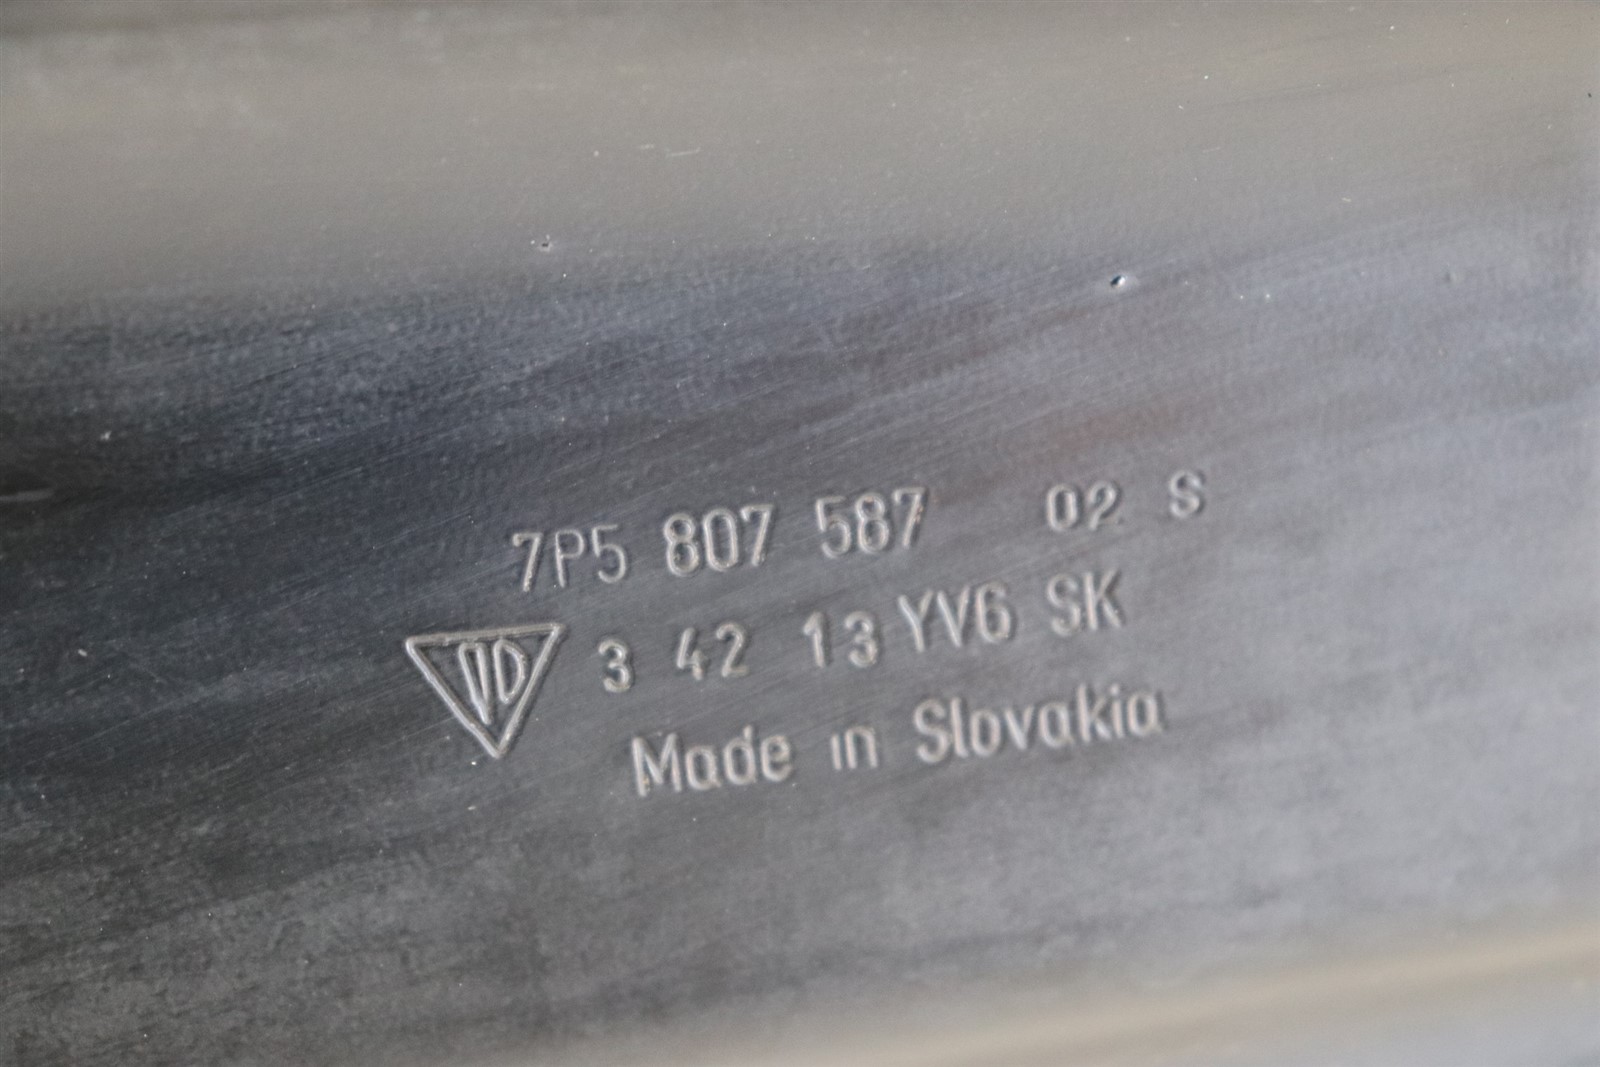 7P5 807 587 02 S
3 42 13 YV6 SK
Made in Slovakia